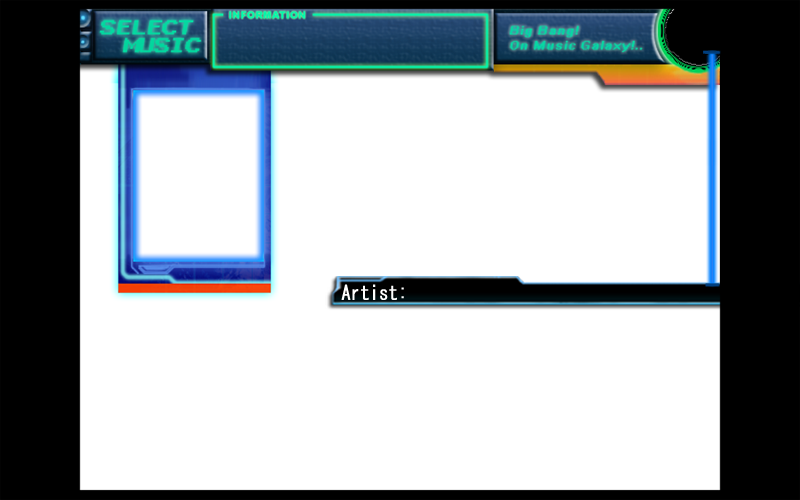 SELECT
MUSIC
INFORMATION
Big Bang!
On Music Galaxy!..
Artist: